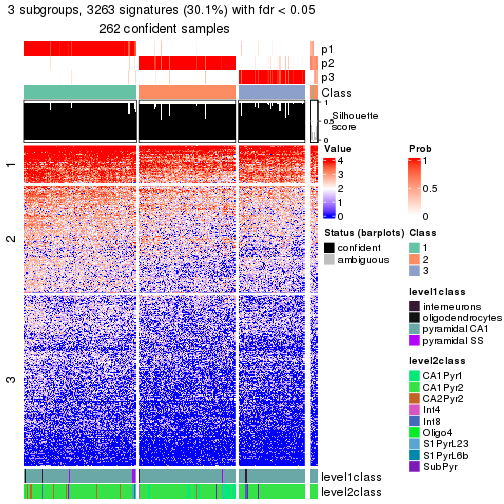 3 subgroups, 3263 signatures (30.1%) with fdr < 0.05
262 confident samples
p1
p2
p3
Class
1
0.5
0
Silhouette
score
1
2
3
level1class
level2class
Value
4
3
2
1
0
Prob
1
0.5
0
Status (barplots)
confident
ambiguous
Class
1
2
3
level1class
interneurons
oligodendrocytes
pyramidal CA1
pyramidal SS
level2class
CA1Pyr1
CA1Pyr2
CA2Pyr2
Int4
Int8
Oligo4
S1PyrL23
S1PyrL6b
SubPyr